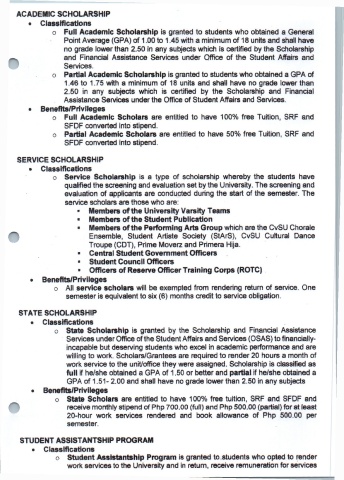 ACADEMIC SCHOLARSHIP
• Classifications
o Full Academic Scholarship is granted to students who obtained a General
Point Average (GPA) of 1.00 to 1.45 with a minimum of 18 units and shall have
no grade lower than 2.50 in any subjects which is certified by the Scholarship
and Financial Assistance Services under Office of the Student Affairs and
Services.
o Partial Academic Scholarship is granted to students who obtained a GPA of
1.46 to 1.75 with a minimum of 18 units and shall have no grade lower than
2.50 in any subjects which is certified by the Scholarship and Financial
Assistance Services under the Office of Student Affairs and Services.
• Benefits/Privileges
o Full Academic Scholars are entitled to have 100% free Tuition, SRF and
SFDF converted into stipend.
o Partial Academic Scholars are entitled to have 50% free Tuition, SRF and
SFDF converted into stipend.
SERVICE SCHOLARSHIP
• Classifications
o Service Scholarship is a type of scholarship whereby the students have
qualified the screening and evaluation set by the University. The screening and
evaluation of applicants are conducted during the start of the semester. The
service scholars are those who are:
▪ Members of the University Varsity Teams
▪ Members of the Student Publication
▪ Members of the Performing Arts Group which are the CvSU Chorale
Ensemble, Student Artiste Society (StArS), CvSU Cultural Dance
Troupe (CDT), Prime Moverz and Primera Hija.
▪ Central Student Government Officers
▪ Student Council Officers
▪ Officers of Reserve Officer Training Corps (ROTC)
• Benefits/Privileges
o All service scholars will be exempted from rendering return of service. One
semester is equivalent to six (6) months credit to service obligation.
STATE SCHOLARSHIP
• Classifications
o State Scholarship is granted by the Scholarship and Financial Assistance
Services under Office of the Student Affairs and Services (OSAS) to financially-
incapable but deserving students who excel in academic performance and are
willing to work. Scholars/Grantees are required to render 20 hours a month of
work service to the unit/office they were assigned. Scholarship is classified as
full if he/she obtained a GPA of 1.50 or better and partial if he/she obtained a
GPA of 1.51- 2.00 and shall have no grade lower than 2.50 in any subjects
• Benefits/Privileges
o State Scholars are entitled to have 100% free tuition, SRF and SFDF and
receive monthly stipend of Php 700.00 (full) and Php 500.00 (partial) for at least
20-hour work services rendered and book allowance of Php 500.00 per
semester.
STUDENT ASSISTANTSHIP PROGRAM
• Classifications
o Student Assistantship Program is granted to students who opted to render
work services to the University and in return, receive remuneration for services